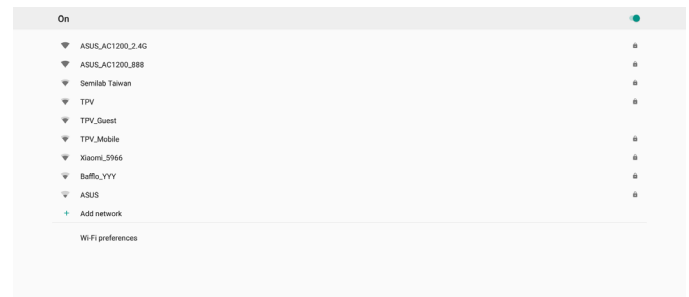 On
ASUS_AC1200_2.4G
ASUS_AC1200_888
Semilab Taiwan
TPV
TPV_Guest
TPV_Mobile
Xiaomi_5966
Bafflo_YYY
ASUS
+ Add network
Wi-Fi preferences